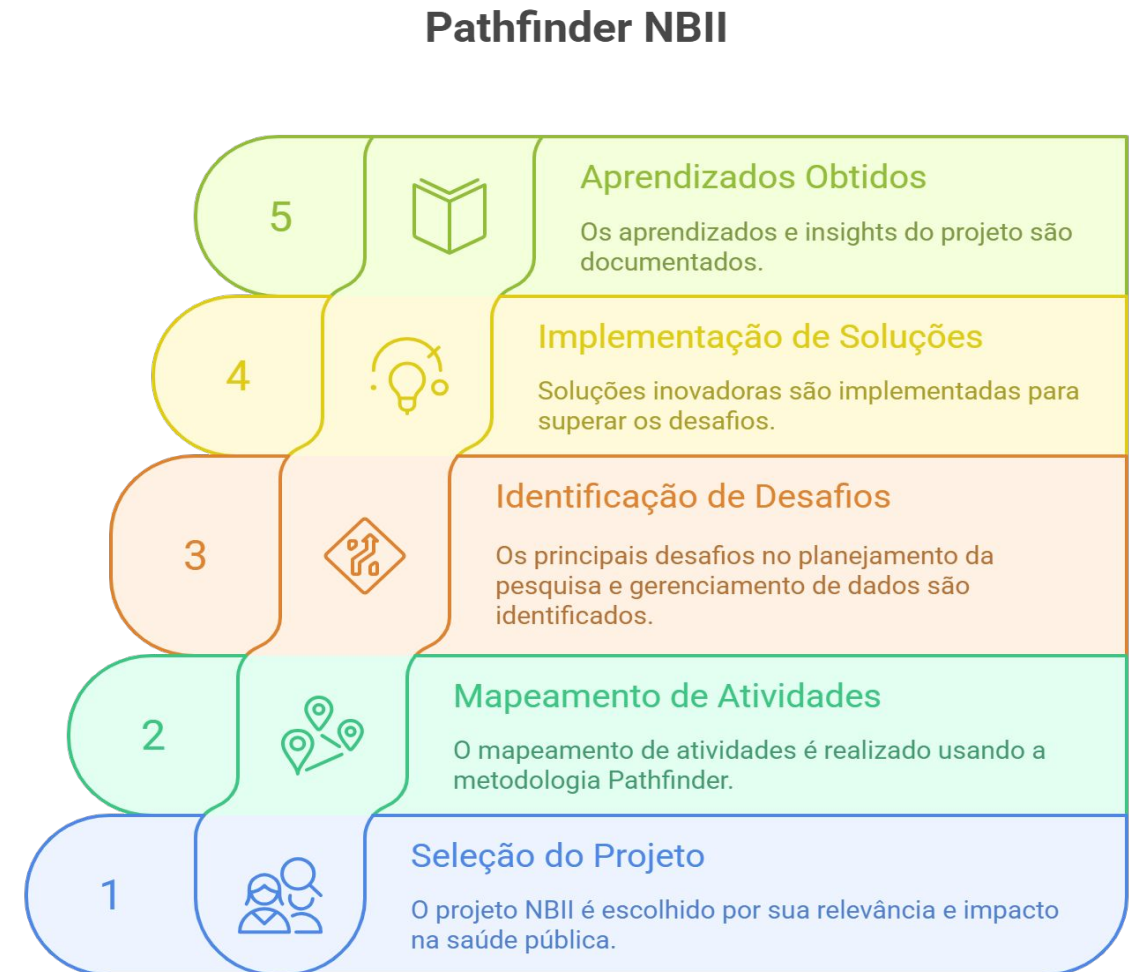 Pathfinder NBII
5
Aprendizados Obtidos
Os aprendizados e insights do projeto são
documentados.
4
Implementação de Soluções
Soluções inovadoras são implementadas para
superar os desafios.
3
Identificação de Desafios
Os principais desafios no planejamento da
pesquisa e gerenciamento de dados são
identificados.
2
Mapeamento de Atividades
O mapeamento de atividades é realizado usando a
metodologia Pathfinder.
1
Seleção do Projeto
O projeto NBII é escolhido por sua relevância e impacto
na saúde pública.